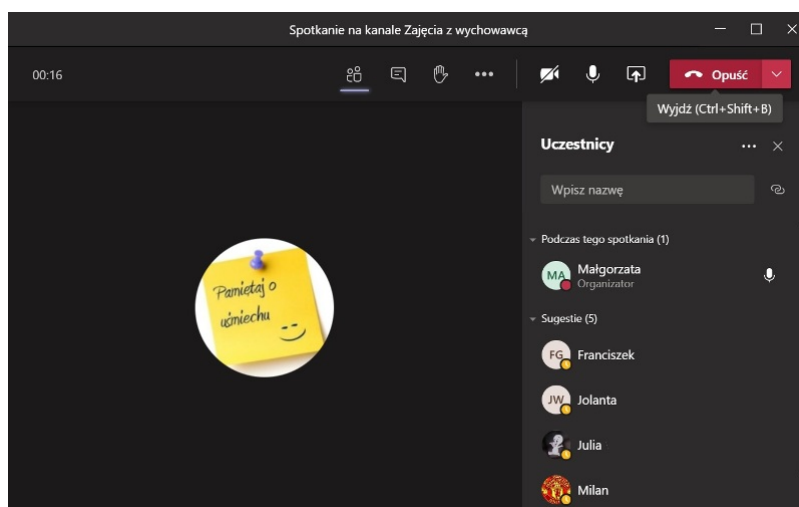 Spotkanie na kanale Zajęcia z wychowawcą
00:16
Opuść
Wyjdź (Ctrl+Shift+B)
Uczestnicy
Wpisz nazwę
Podczas tego spotkania (1)
MA
Małgorzata
Organizator
Sugestie (5)
FG
Franciszek
JW
Jolanta
Julia
Milan
Pamiętaj o
uśmiechu